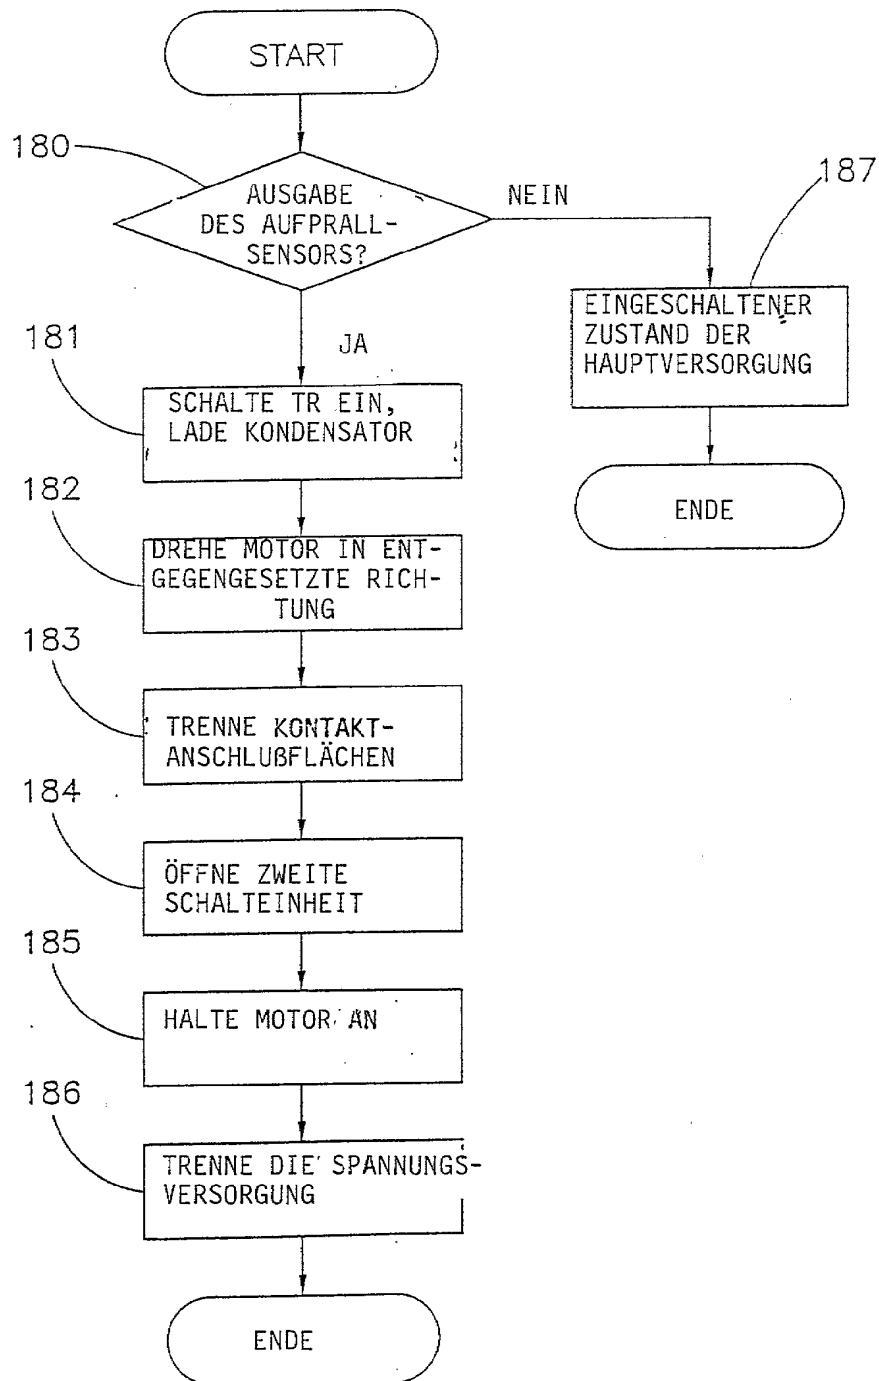 START
180
AUSGABE
DES AUFPRALL-
SENSORS?
NEIN
187
EINGESCHALTENER
ZUSTAND DER
HAUPTVERSORGUNG
ENDE
JA
181
SCHALTE TR EIN,
LADE KONDENSATOR
182
DREHE MOTOR IN ENT-
GEGENGESETZTE RICH-
TUNG
183
TRENNE KONTAKT-
ANSCHLUßFLÄCHEN
184
ÖFFNE ZWEITE
SCHALTEINHEIT
185
HALTE MOTOR AN
186
TRENNE DIE SPANNUNGS-
VERSORGUNG
ENDE